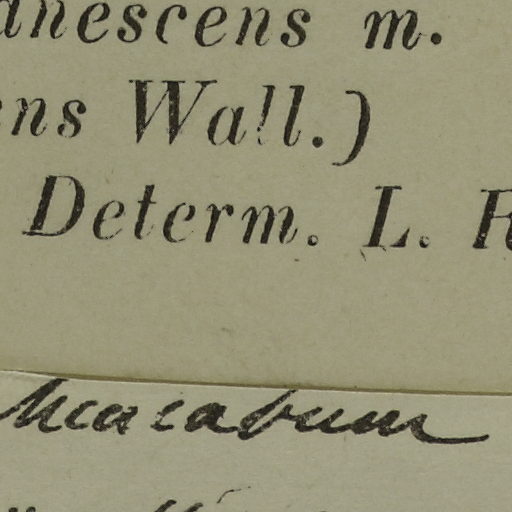 anescens m.
ens Wall.)
Determ. L. R